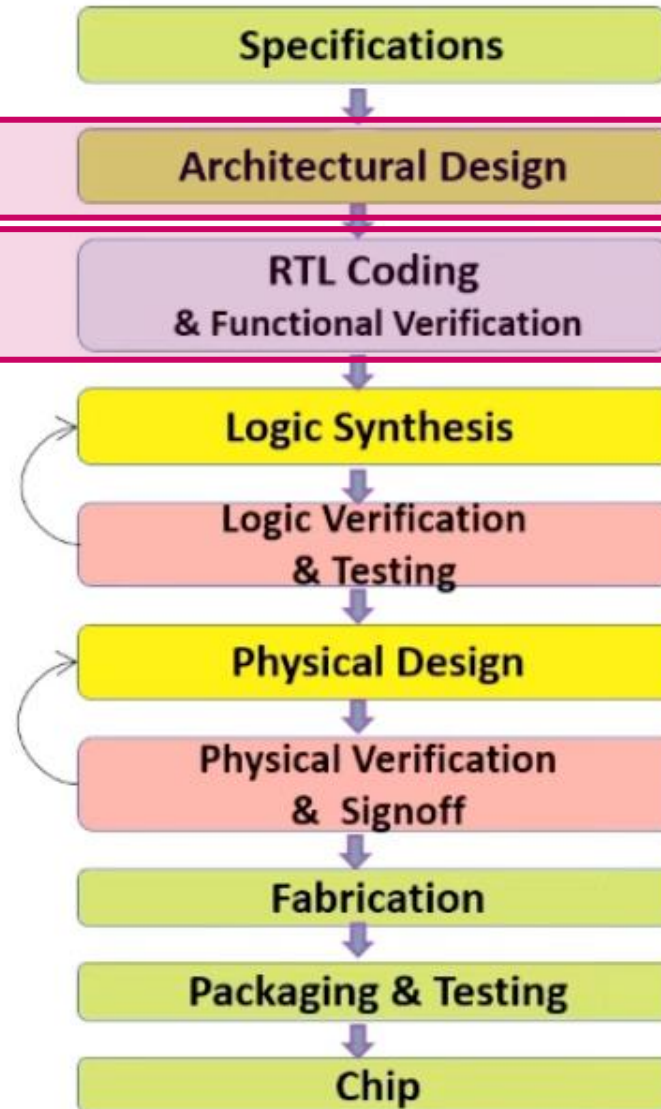 Specifications
Architectural Design
RTL Coding
& Functional Verification
Logic Synthesis
Logic Verification
& Testing
Physical Design
Physical Verification
& Signoff
Fabrication
Packaging & Testing
Chip